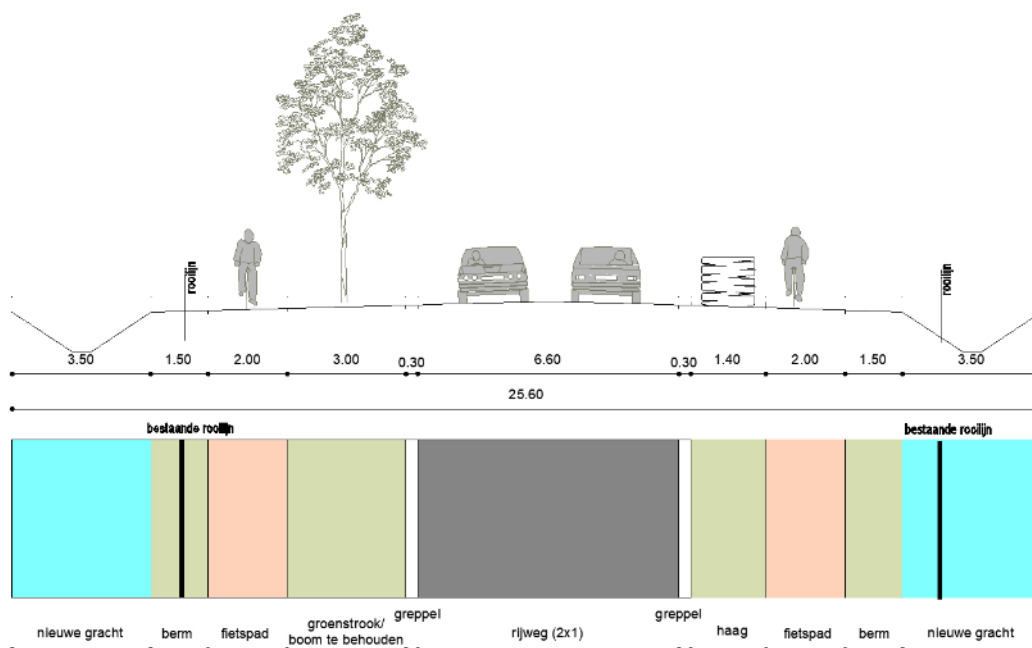 rooilijn
rooilijn
3.50 1.50 2.00 3.00 0.30 6.60 0.30 1.40 2.00 1.50 3.50
25.60
bestaande rooilijn
bestaande rooilijn
nieuwe gracht
berm
fietspad
groenstrook/
boom te behouden
greppel
rijweg (2x1)
greppel
haag
fietspad
berm
nieuwe gracht